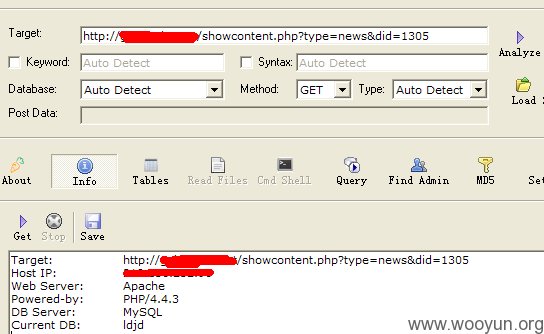 Target: http:// /showcontent.php?type=news&did=1305
Analyze
Keyword: Auto Detect Syntax: Auto Detect
Database: Auto Detect Method: GET Type: Auto Detect
Load
Post Data:
About Info Tables Read Files Cmd Shell Query Find Admin MD5 Set
Get Stop Save
Target: http:// /showcontent.php?type=news&did=1305
Host IP:
Web Server: Apache
Powered-by: PHP/4.4.3
DB Server: MySQL
Current DB: ldjd
www.wooyun.org